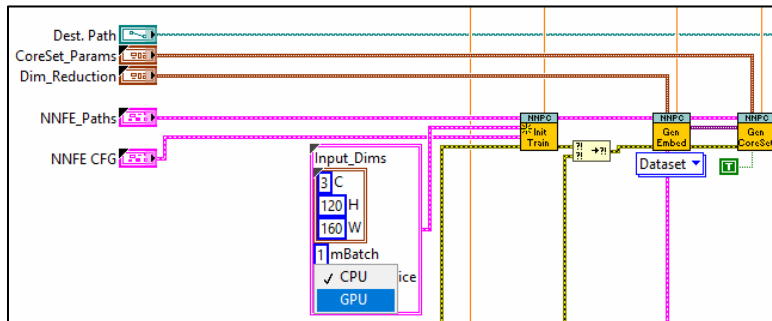 Dest. Path
CoreSet_Params
Dim_Reduction
NNFE_Paths
NNFE CFG
Input_Dims
3 C
120 H
160 W
1 mBatch
✓ CPU
ice
GPU
NNPC
Init
Train
?!
?! →?!
NNPC
Gen
Embed
Dataset
NNPC
Gen
CoreSet
T